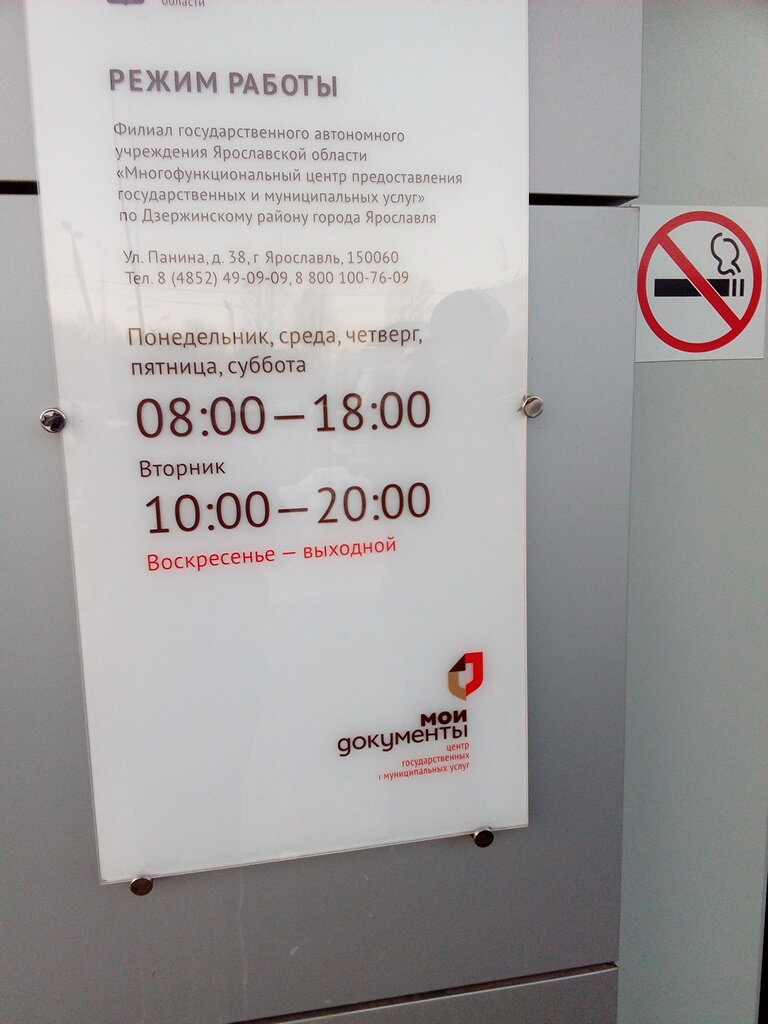 области
РЕЖИМ РАБОТЫ
Филиал государственного автономного
учреждения Ярославской области
«Многофункциональный центр предоставления
государственных и муниципальных услуг»
по Дзержинскому району города Ярославля
Ул. Панина, д. 38, г Ярославль, 150060
Тел. 8 (4852) 49-09-09, 8 800 100-76-09
Понедельник, среда, четверг,
пятница, суббота
08:00—18:00
Вторник
10:00—20:00
Воскресенье — выходной
мои
документы
центр
государственных
и муниципальных услуг